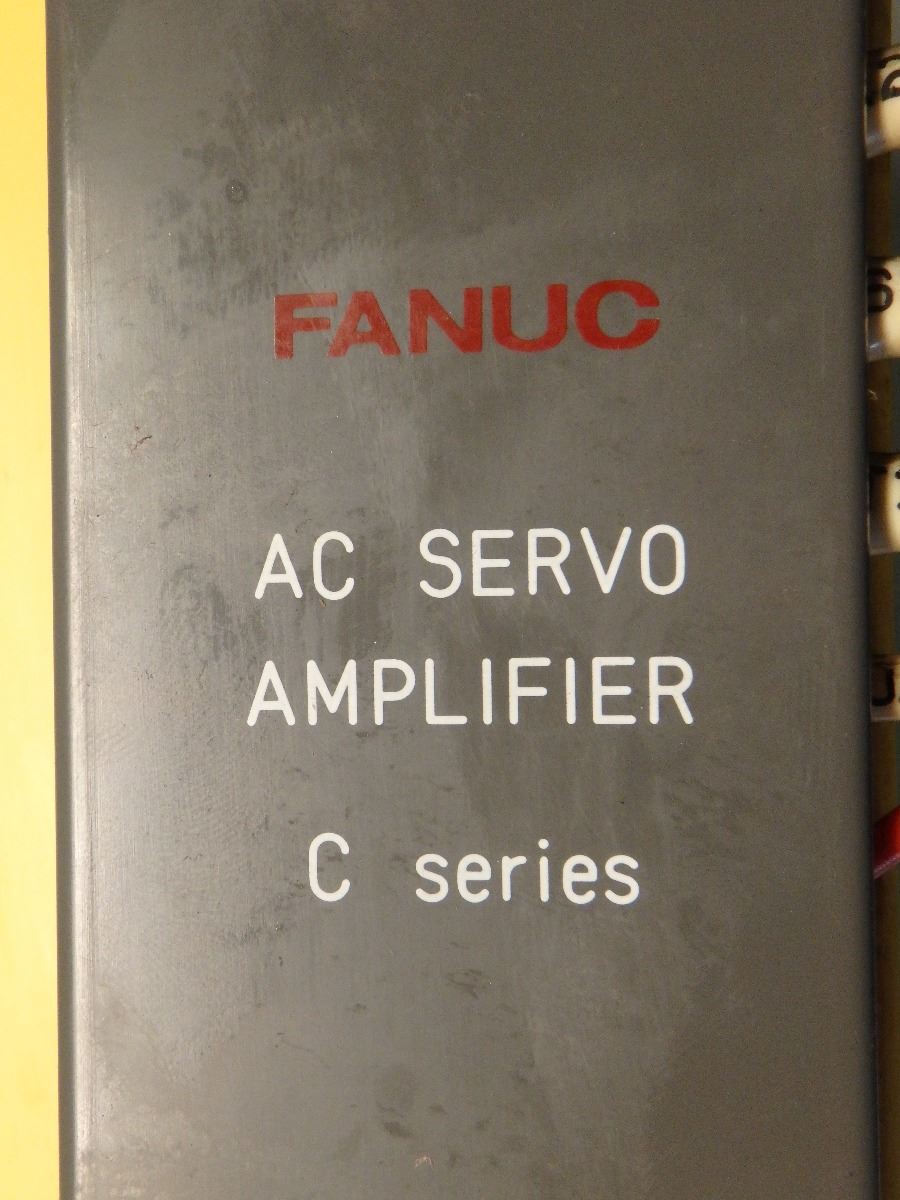 FANUC
AC SERVO
AMPLIFIER
C series